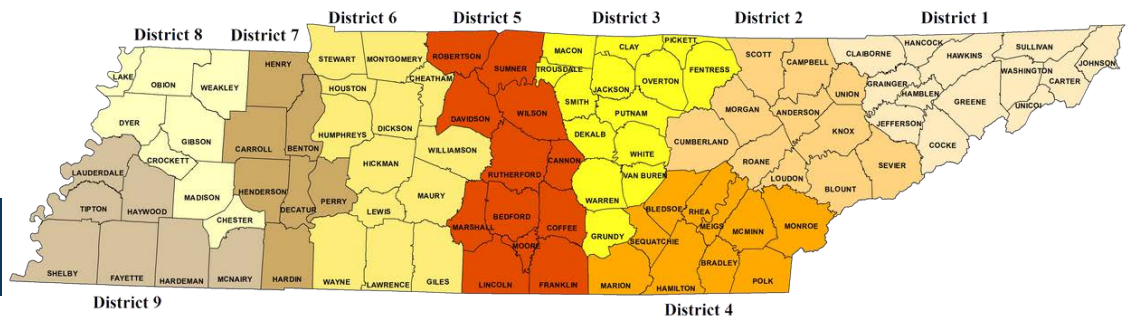 District 8
District 7
District 6
District 5
District 3
District 2
District 1
LAKE
OBION
WEAKLEY
DYER
GIBSON
CROCKETT
MADISON
CHESTER
LAUDERDALE
TIPTON
HAYWOOD
SHELBY
FAYETTE
HARDEMAN
MCNAIRY
HENRY
CARROLL
BENTON
HENDERSON
DECATUR
PERRY
HARDIN
STEWART
MONTGOMERY
HOUSTON
CHEATHAM
HUMPHREYS
DICKSON
WILLIAMSON
HICKMAN
LEWIS
MAURY
WAYNE
LAWRENCE
GILES
ROBERTSON
SUMNER
DAVIDSON
WILSON
RUTHERFORD
CANNON
MARSHALL
BEDFORD
COFFEE
MOORE
LINCOLN
FRANKLIN
MACON
CLAY
PICKETT
TROUSDALE
JACKSON
OVERTON
FENTRESS
SMITH
PUTNAM
DEKALB
WHITE
WARREN
VAN BUREN
GRUNDY
BLEDSOE
RHEA
MEIGS
MCMINN
MONROE
SEQUATCHIE
MARION
HAMILTON
BRADLEY
POLK
SCOTT
CAMPBELL
UNION
MORGAN
ANDERSON
KNOX
CUMBERLAND
ROANE
LOUDON
BLOUNT
SEVIER
CLAIBORNE
HANCOCK
HAWKINS
SULLIVAN
JOHNSON
WASHINGTON
CARTER
GRAINGER
HAMBLEN
GREENE
UNICOI
JEFFERSON
COCKE
District 9
District 4